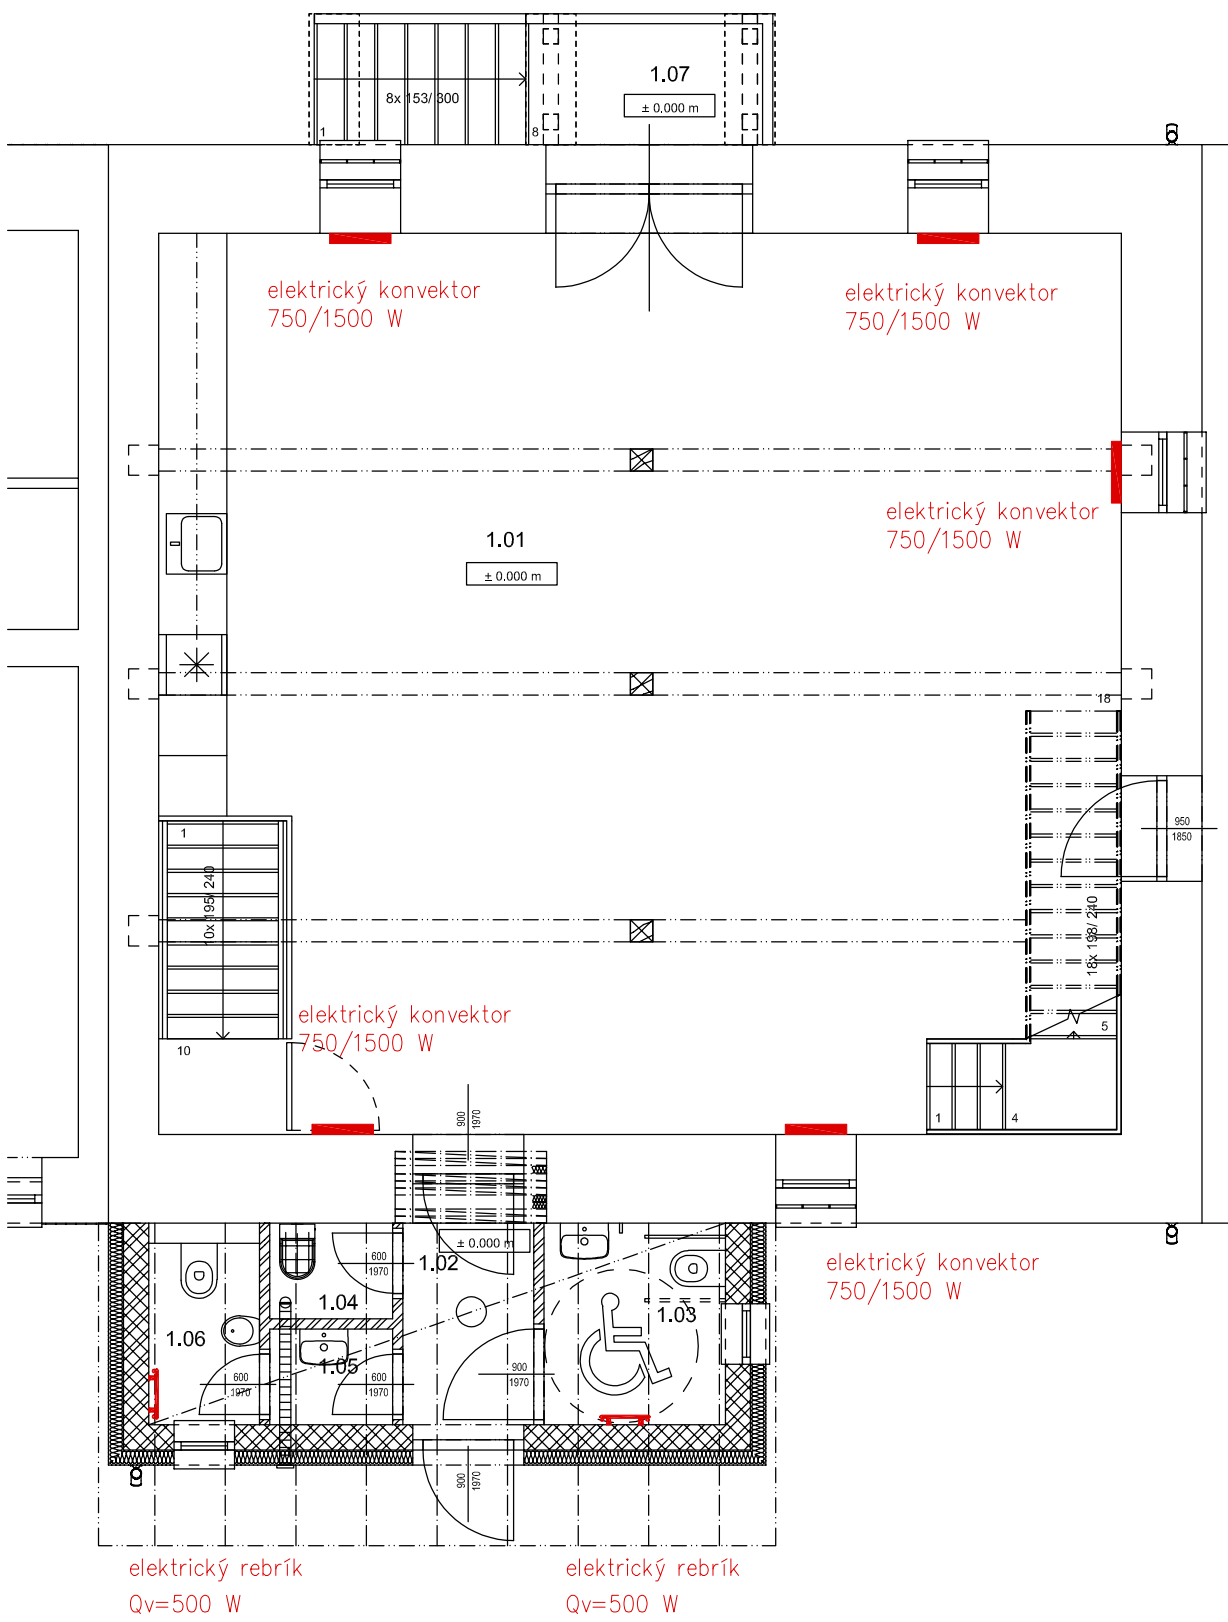 1.07
± 0.000 m
8x 153/ 300
1
8
elektrický konvektor
750/1500 W
elektrický konvektor
750/1500 W
elektrický konvektor
750/1500 W
1.01
± 0.000 m
18
1
10x 195/ 240
950
1850
18x 198/ 240
elektrický konvektor
750/1500 W
10
5
1
4
900
1970
± 0.000 m
1.02
600
1970
1.04
1.03
1.06
1.05
600
1970
600
1970
900
1970
elektrický konvektor
750/1500 W
900
1970
elektrický rebrík
Qv=500 W
elektrický rebrík
Qv=500 W